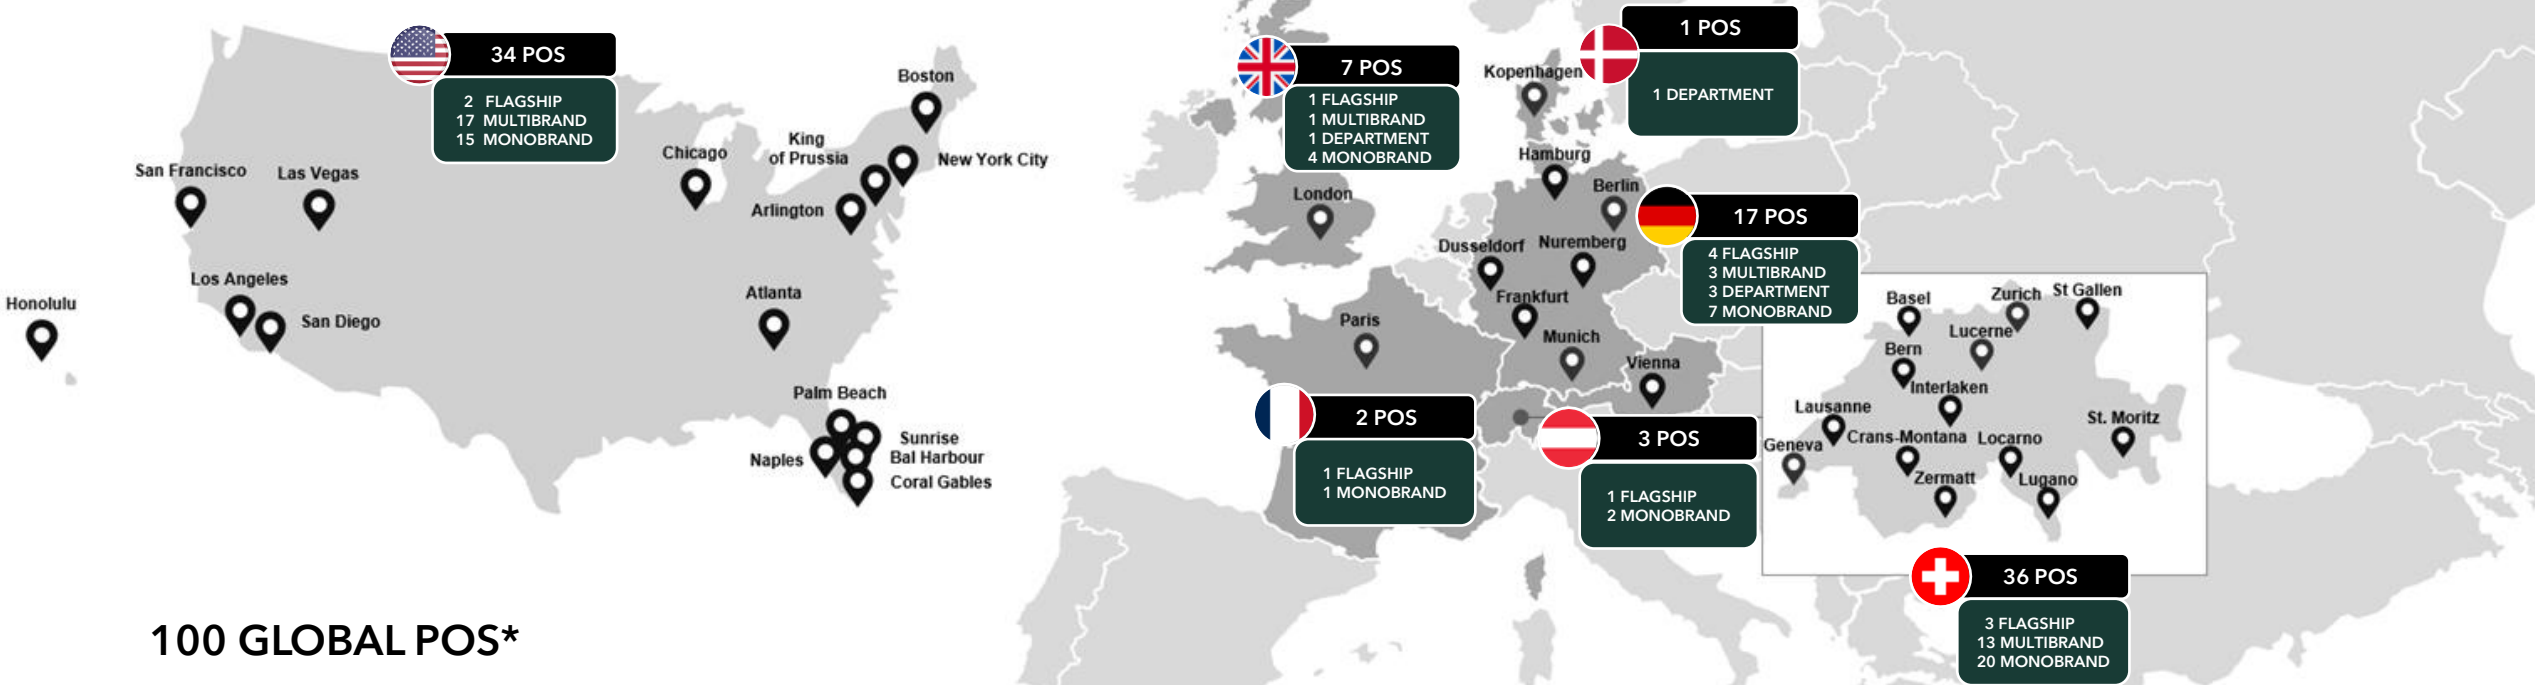 34 POS
2 FLAGSHIP
17 MULTIBRAND
15 MONOBRAND
Boston
King
of Prussia
Chicago
New York City
San Francisco
Las Vegas
Arlington
Los Angeles
San Diego
Honolulu
Atlanta
Palm Beach
Sunrise
Naples
Bal Harbour
Coral Gables
100 GLOBAL POS*
7 POS
1 FLAGSHIP
1 MULTIBRAND
1 DEPARTMENT
4 MONOBRAND
London
1 POS
1 DEPARTMENT
Kopenhagen
Hamburg
Berlin
17 POS
4 FLAGSHIP
3 MULTIBRAND
3 DEPARTMENT
7 MONOBRAND
Dusseldorf
Nuremberg
Frankfurt
Munich
Paris
Vienna
2 POS
1 FLAGSHIP
1 MONOBRAND
3 POS
1 FLAGSHIP
2 MONOBRAND
Basel
Zurich
St Gallen
Lucerne
Bern
Interlaken
Lausanne
St. Moritz
Geneva
Crans-Montana
Locarno
Zermatt
Lugano
36 POS
3 FLAGSHIP
13 MULTIBRAND
20 MONOBRAND